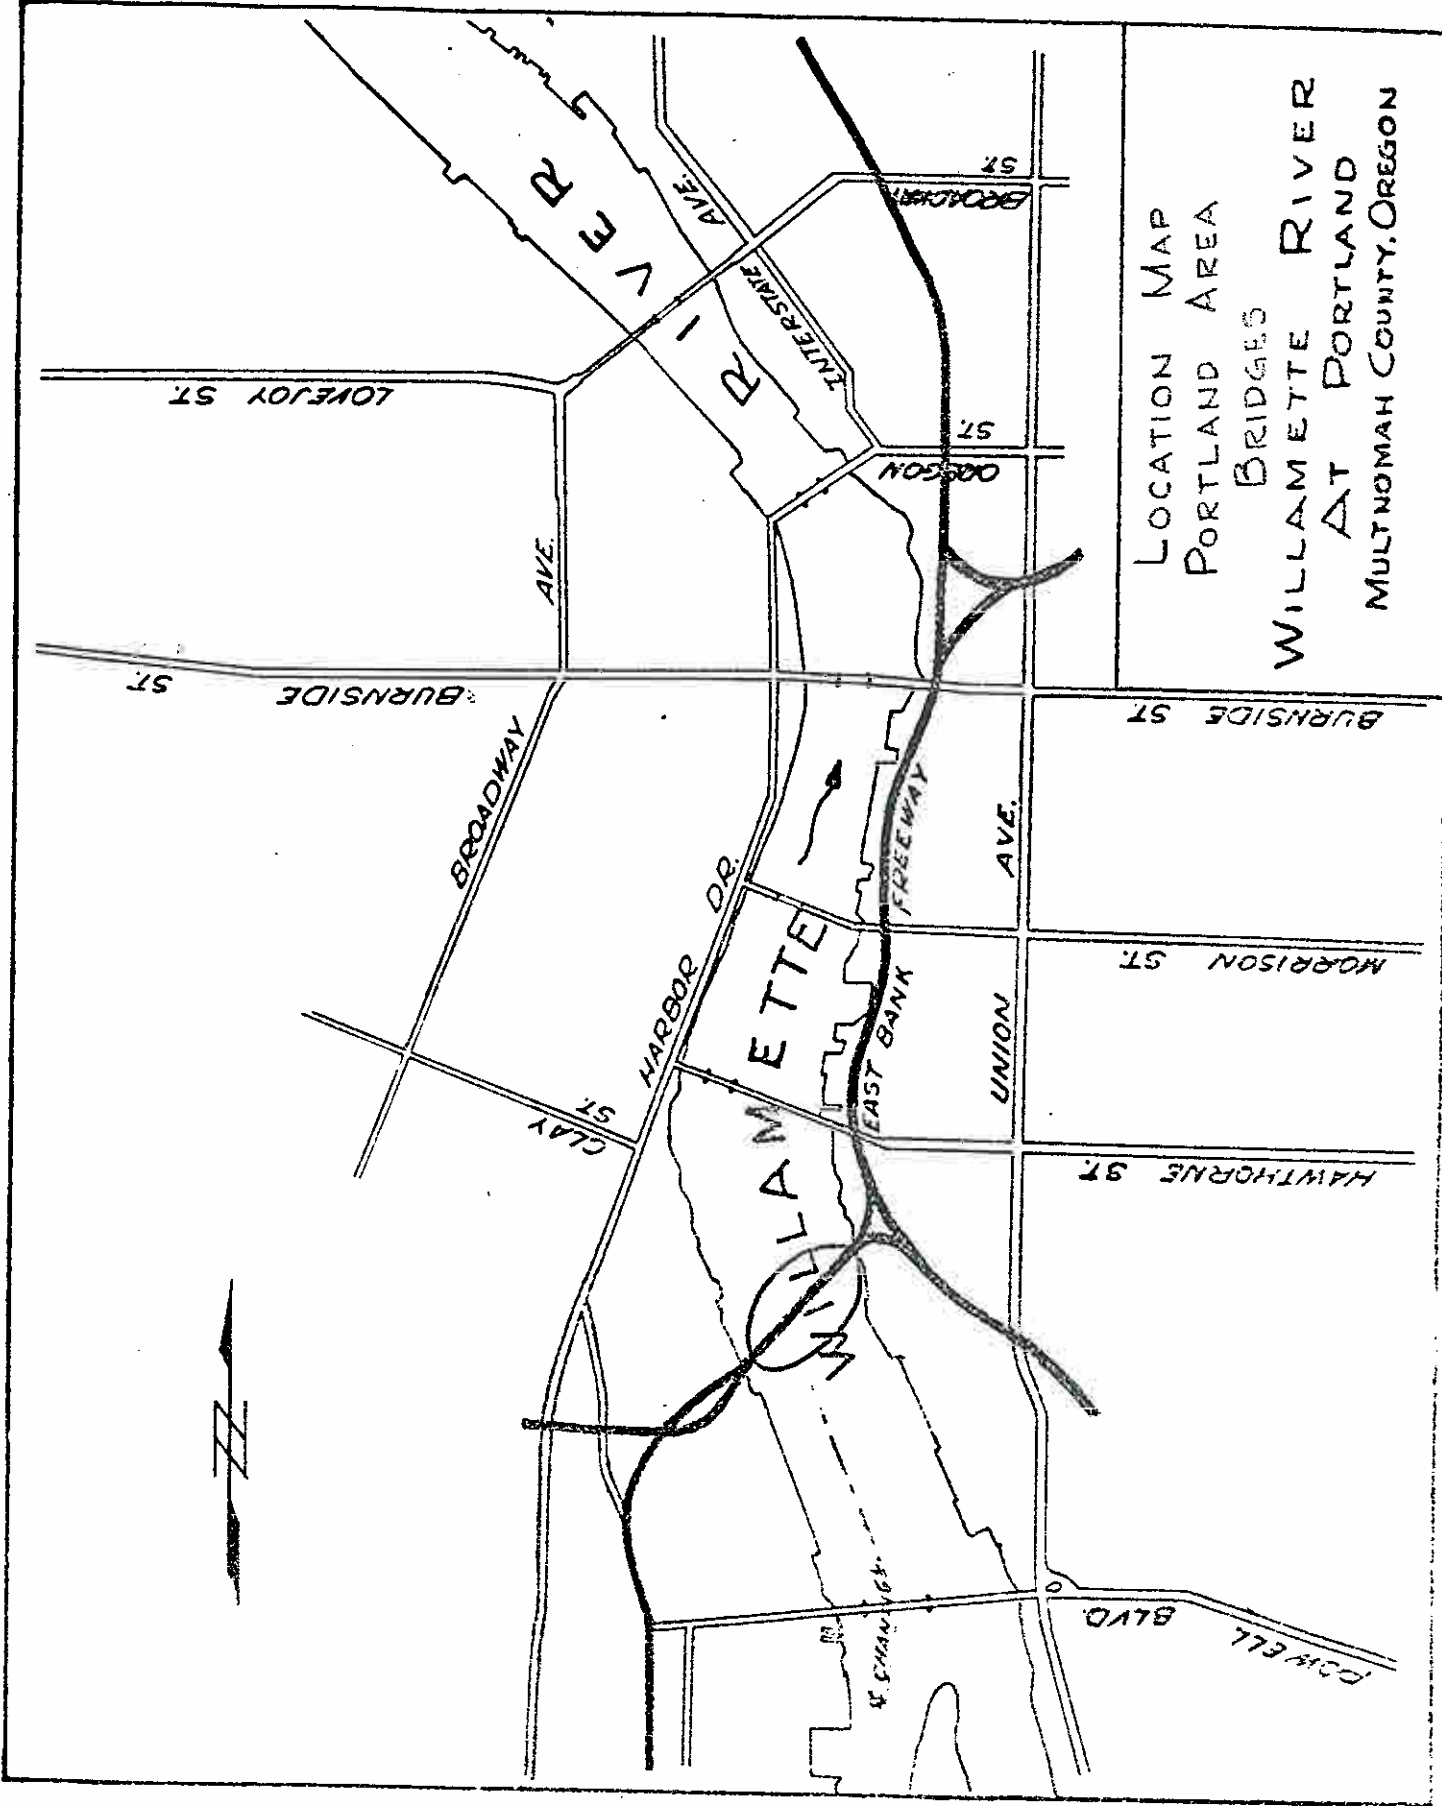 LOCATION MAP
PORTLAND AREA
BRIDGES
WILLAMETTE RIVER
AT PORTLAND
MULTNOMAH COUNTY, OREGON
WILLAMETTE
RIVER
LOVEJOY ST.
BROADWAY
AVE.
BURNSIDE ST.
BURNSIDE ST.
CLAY ST.
HARBOR DR.
INTERSTATE AVE.
BROADWAY ST.
OREGON ST.
EAST BANK FREEWAY
UNION AVE.
MORRISON ST.
HAWTHORNE ST.
POWELL BLVD.
N